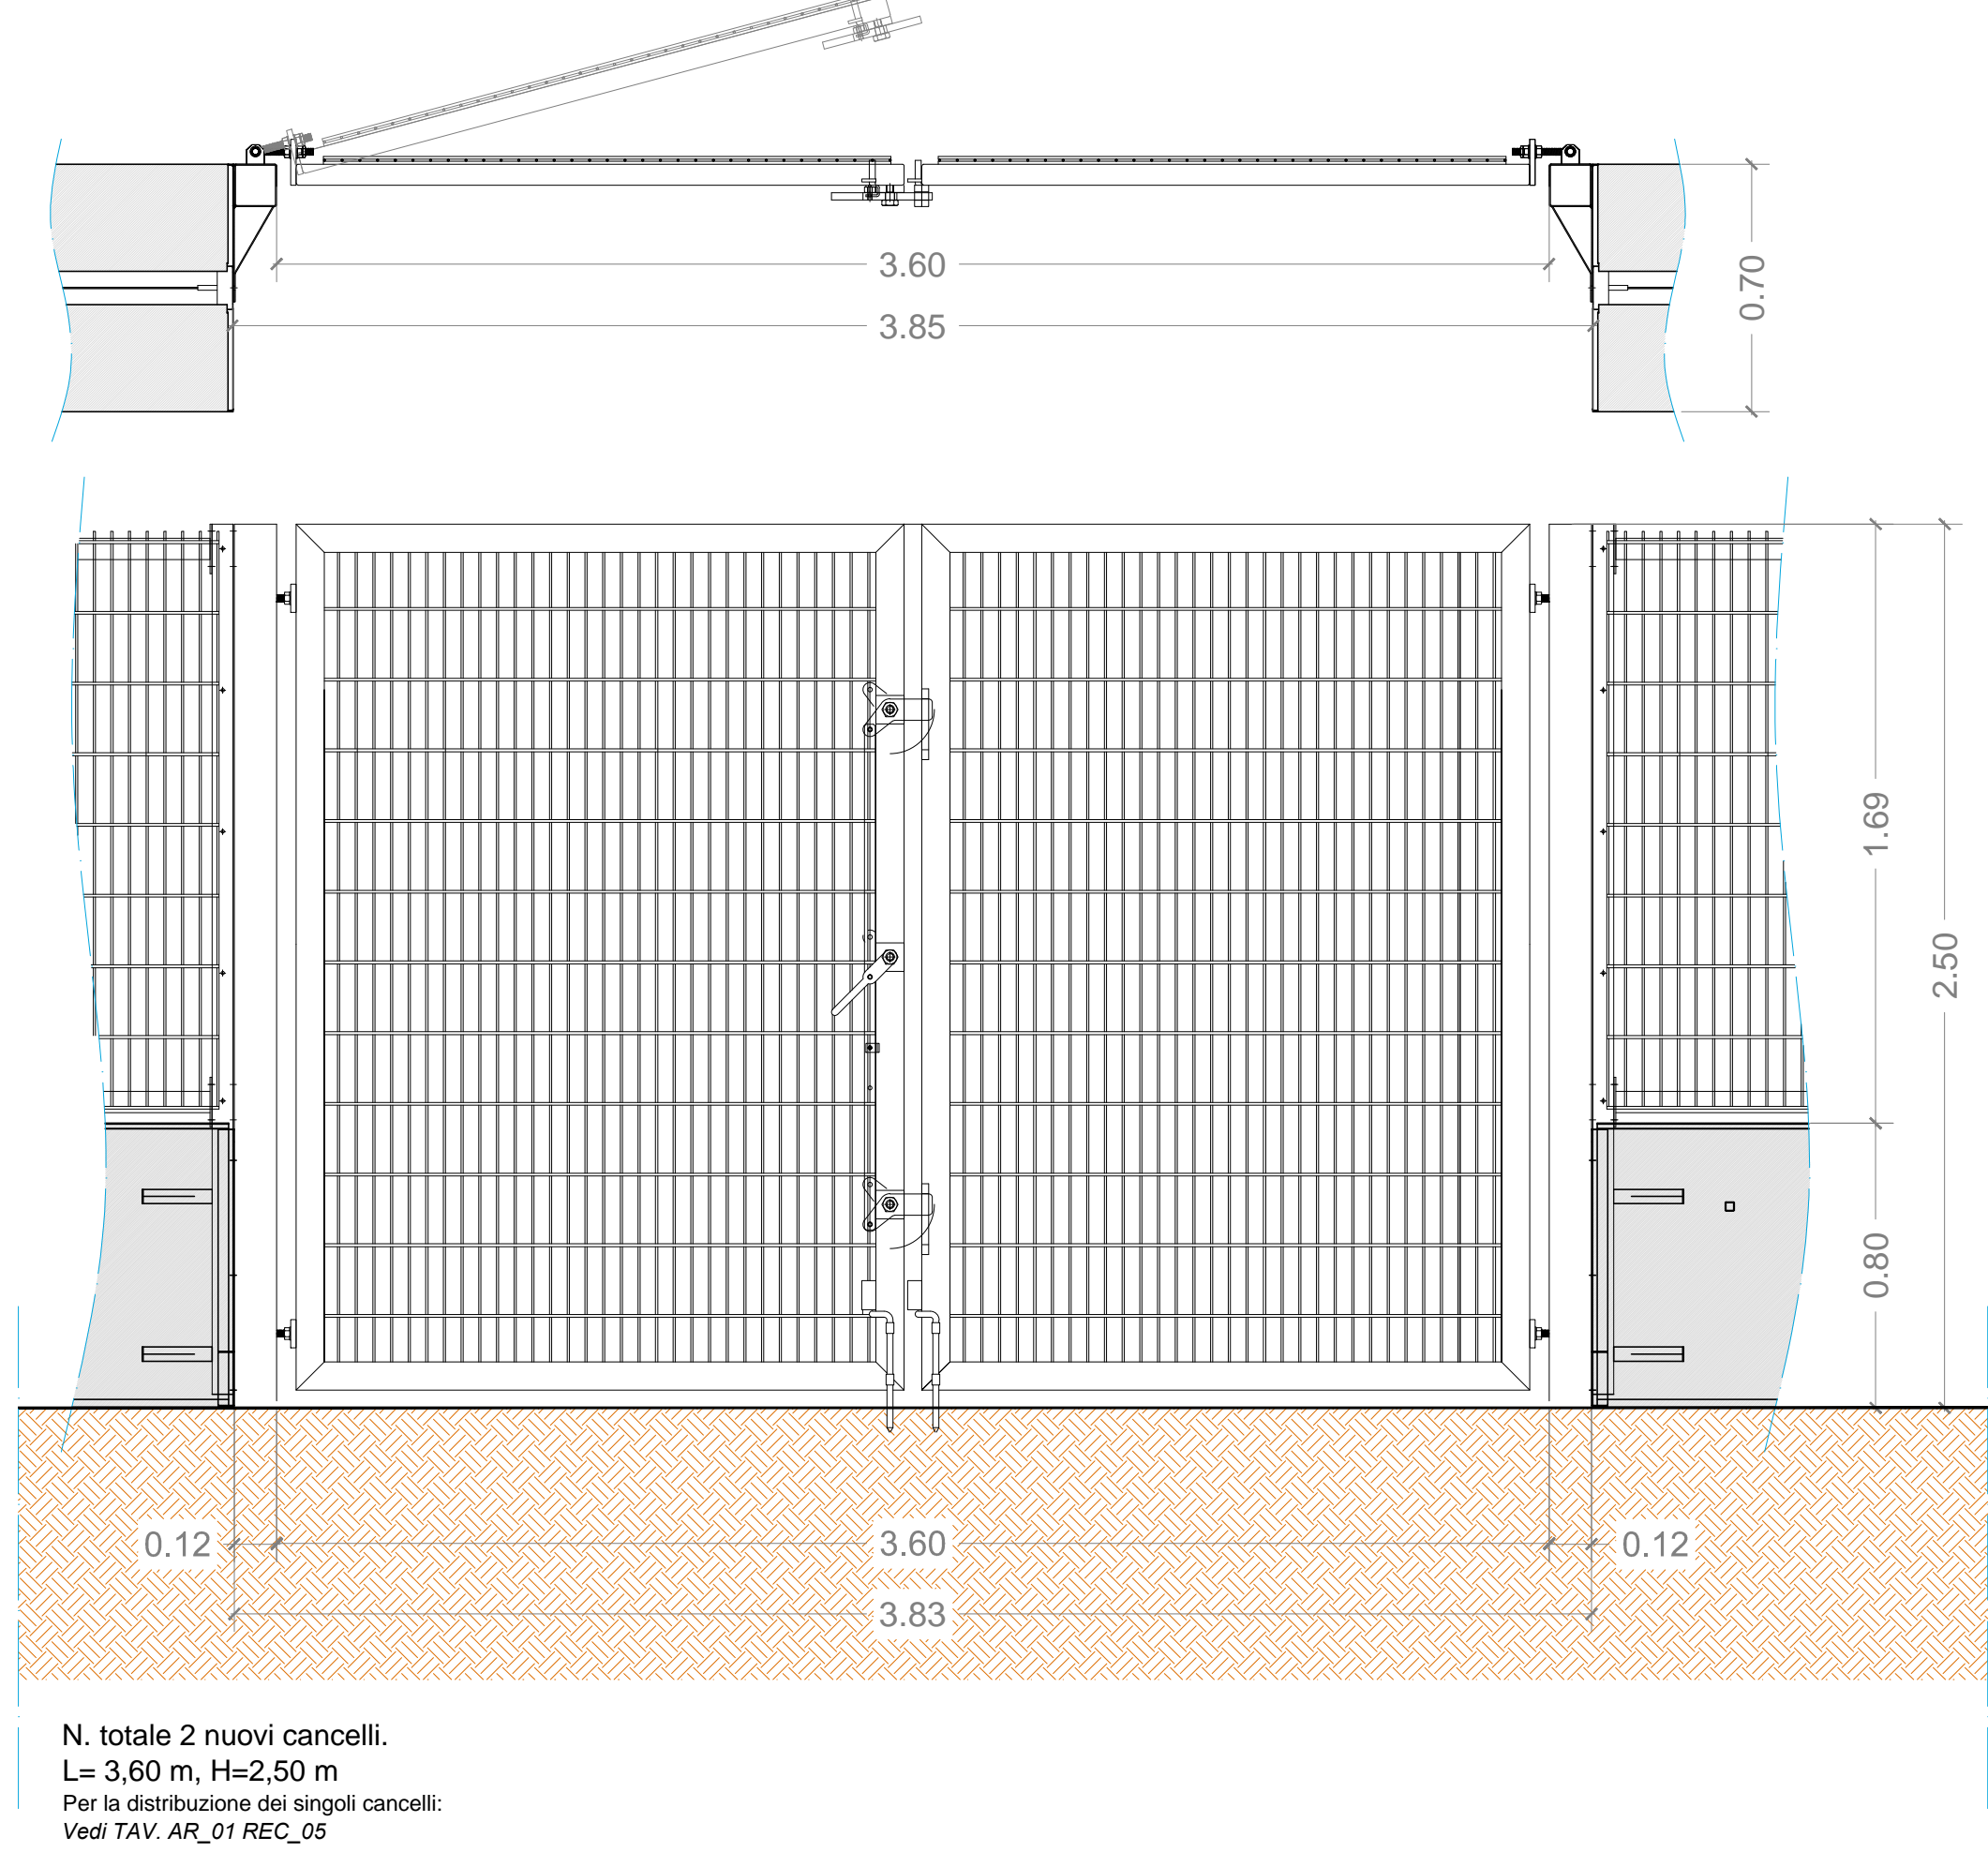 3.60
3.85
0.70
1.69
2.50
0.80
0.12
3.60
0.12
3.83
N. totale 2 nuovi cancelli.
L= 3,60 m, H=2,50 m
Per la distribuzione dei singoli cancelli:
Vedi TAV. AR_01 REC_05